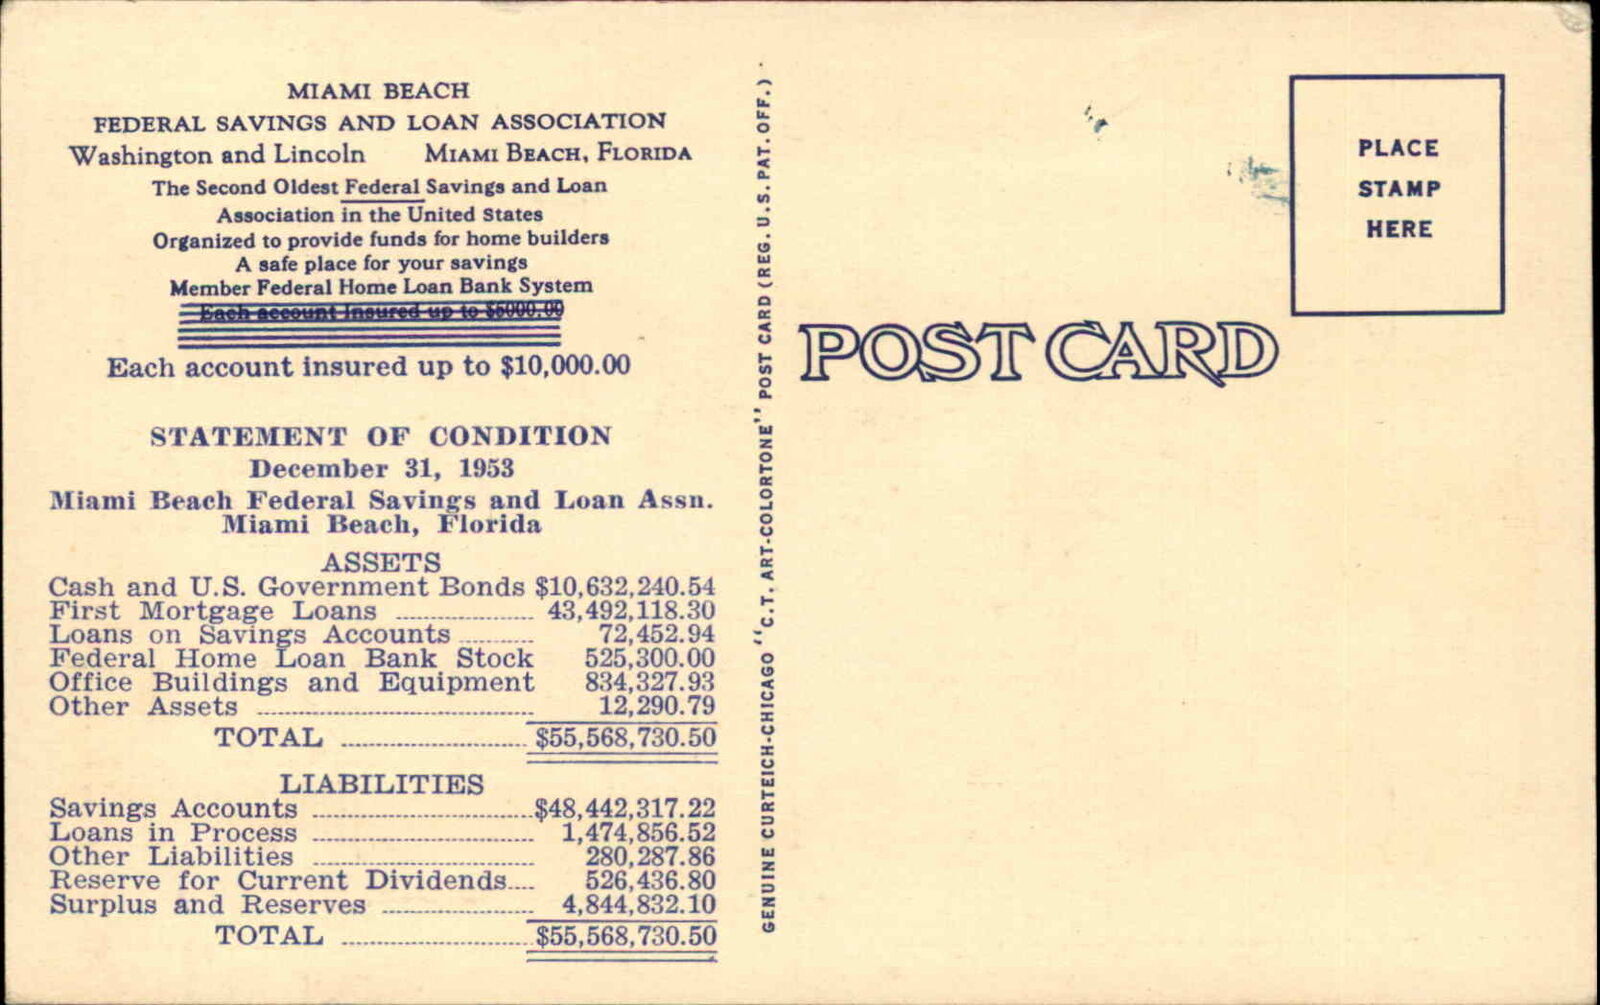 MIAMI BEACH
FEDERAL SAVINGS AND LOAN ASSOCIATION
Washington and Lincoln MIAMI BEACH, FLORIDA
The Second Oldest Federal Savings and Loan
Association in the United States
Organized to provide funds for home builders
A safe place for your savings
Member Federal Home Loan Bank System
Each account Insured up to $5000.00
Each account insured up to $10,000.00
STATEMENT OF CONDITION
December 31, 1953
Miami Beach Federal Savings and Loan Assn.
Miami Beach, Florida
ASSETS
Cash and U.S. Government Bonds $10,632,240.54
First Mortgage Loans 43,492,118.30
Loans on Savings Accounts 72,452.94
Federal Home Loan Bank Stock 525,300.00
Office Buildings and Equipment 834,327.93
Other Assets 12,290.79
TOTAL $55,568,730.50
LIABILITIES
Savings Accounts $48,442,317.22
Loans in Process 1,474,856.52
Other Liabilities 280,287.86
Reserve for Current Dividends 526,436.80
Surplus and Reserves 4,844,832.10
TOTAL $55,568,730.50
GENUINE CURTEICH-CHICAGO "C.T. ART-COLORTONE" POST CARD (REG. U.S. PAT. OFF.)
POST CARD
PLACE
STAMP
HERE